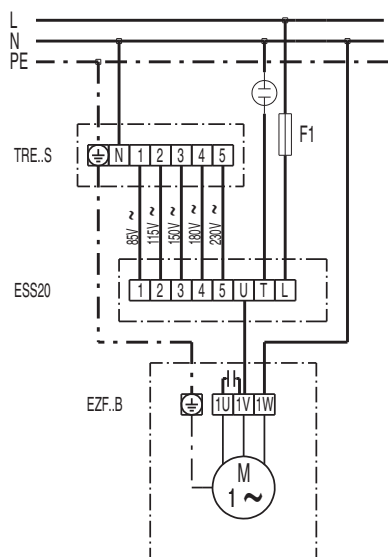 L
N
PE
F1
TRE..S
N 1 2 3 4 5
85V ~
115V ~
150V ~
180V ~
230V ~
ESS20
1 2 3 4 5 U T L
EZF..B
1U 1V 1W
M
1 ~